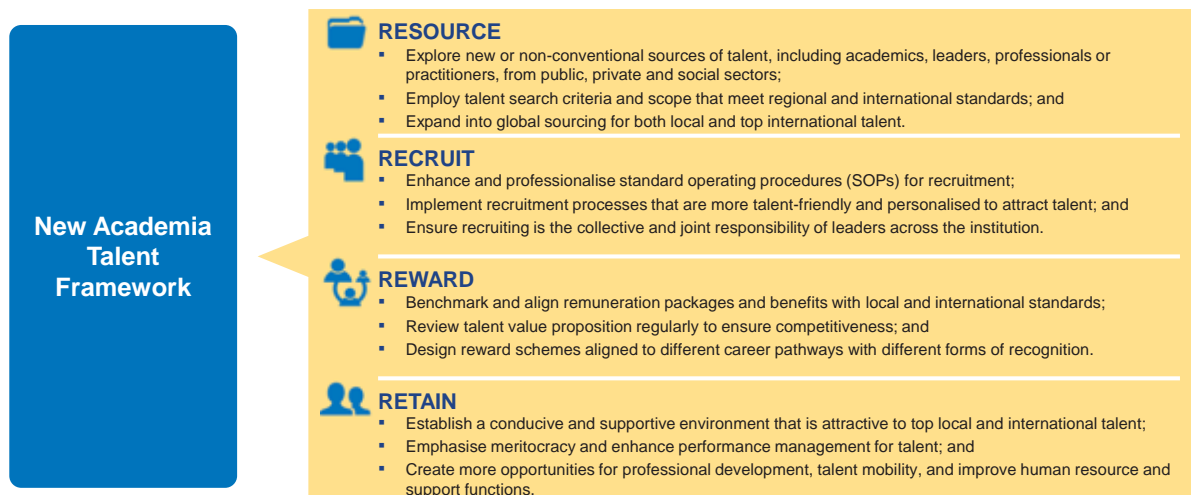 New Academia
Talent
Framework
RESOURCE
▪ Explore new or non-conventional sources of talent, including academics, leaders, professionals or
practitioners, from public, private and social sectors;
▪ Employ talent search criteria and scope that meet regional and international standards; and
▪ Expand into global sourcing for both local and top international talent.
RECRUIT
▪ Enhance and professionalise standard operating procedures (SOPs) for recruitment;
▪ Implement recruitment processes that are more talent-friendly and personalised to attract talent; and
▪ Ensure recruiting is the collective and joint responsibility of leaders across the institution.
REWARD
▪ Benchmark and align remuneration packages and benefits with local and international standards;
▪ Review talent value proposition regularly to ensure competitiveness; and
▪ Design reward schemes aligned to different career pathways with different forms of recognition.
RETAIN
▪ Establish a conducive and supportive environment that is attractive to top local and international talent;
▪ Emphasise meritocracy and enhance performance management for talent; and
▪ Create more opportunities for professional development, talent mobility, and improve human resource and
support functions.